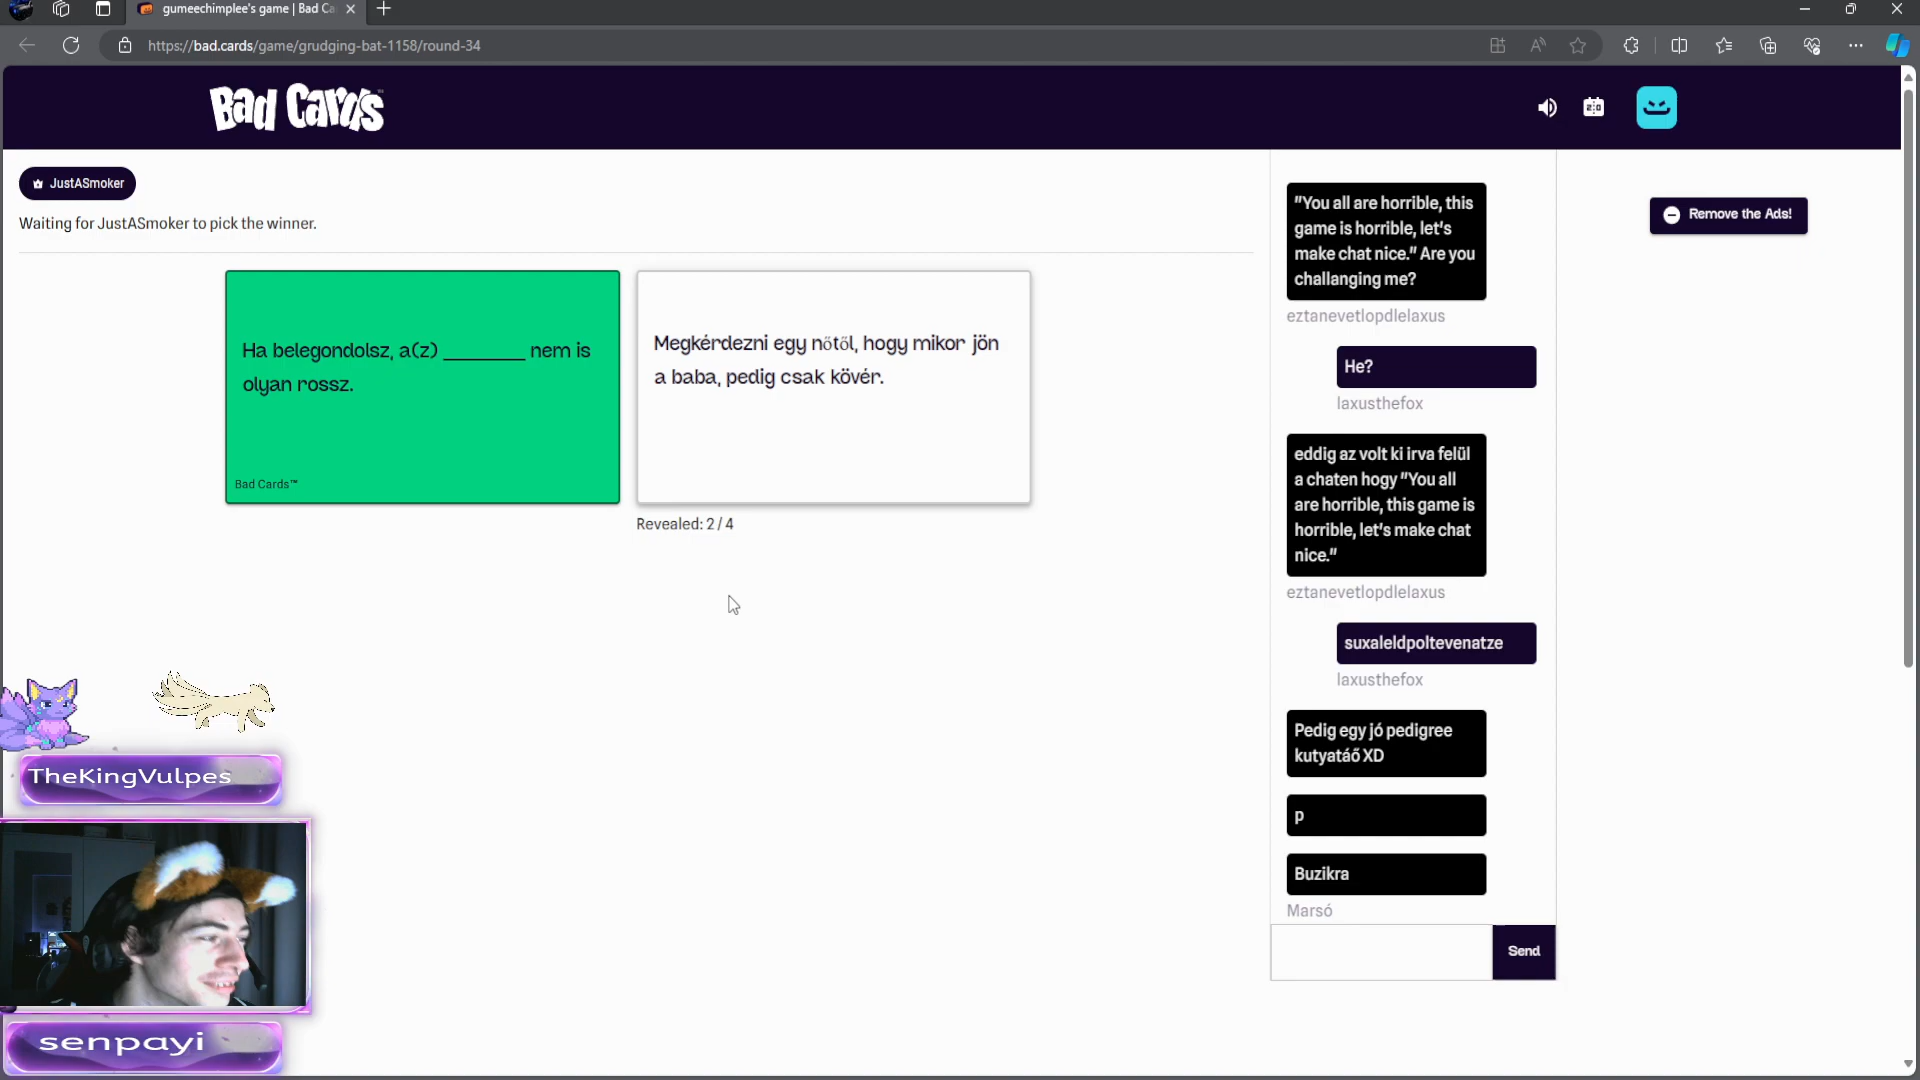 gumeechimplee's game | Bad Ca
https://bad.cards/game/grudging-bat-1158/round-34
Bad Cards
JustASmoker
Waiting for JustASmoker to pick the winner.
Ha belegondolsz, a(z) ________ nem is
olyan rossz.
Bad Cards™
Megkérdezni egy nőtől, hogy mikor jön
a baba, pedig csak kövér.
Revealed: 2 / 4
"You all are horrible, this
game is horrible, let's
make chat nice." Are you
challanging me?
eztanevetlopdlelaxus
He?
laxusthefox
eddig az volt ki irva felül
a chaten hogy "You all
are horrible, this game is
horrible, let's make chat
nice."
eztanevetlopdlelaxus
suxaleldpoltevenatze
laxusthefox
Pedig egy jó pedigree
kutyatáő XD
p
Buzikra
Marsó
Send
Remove the Ads!
TheKingVulpes
senpayi